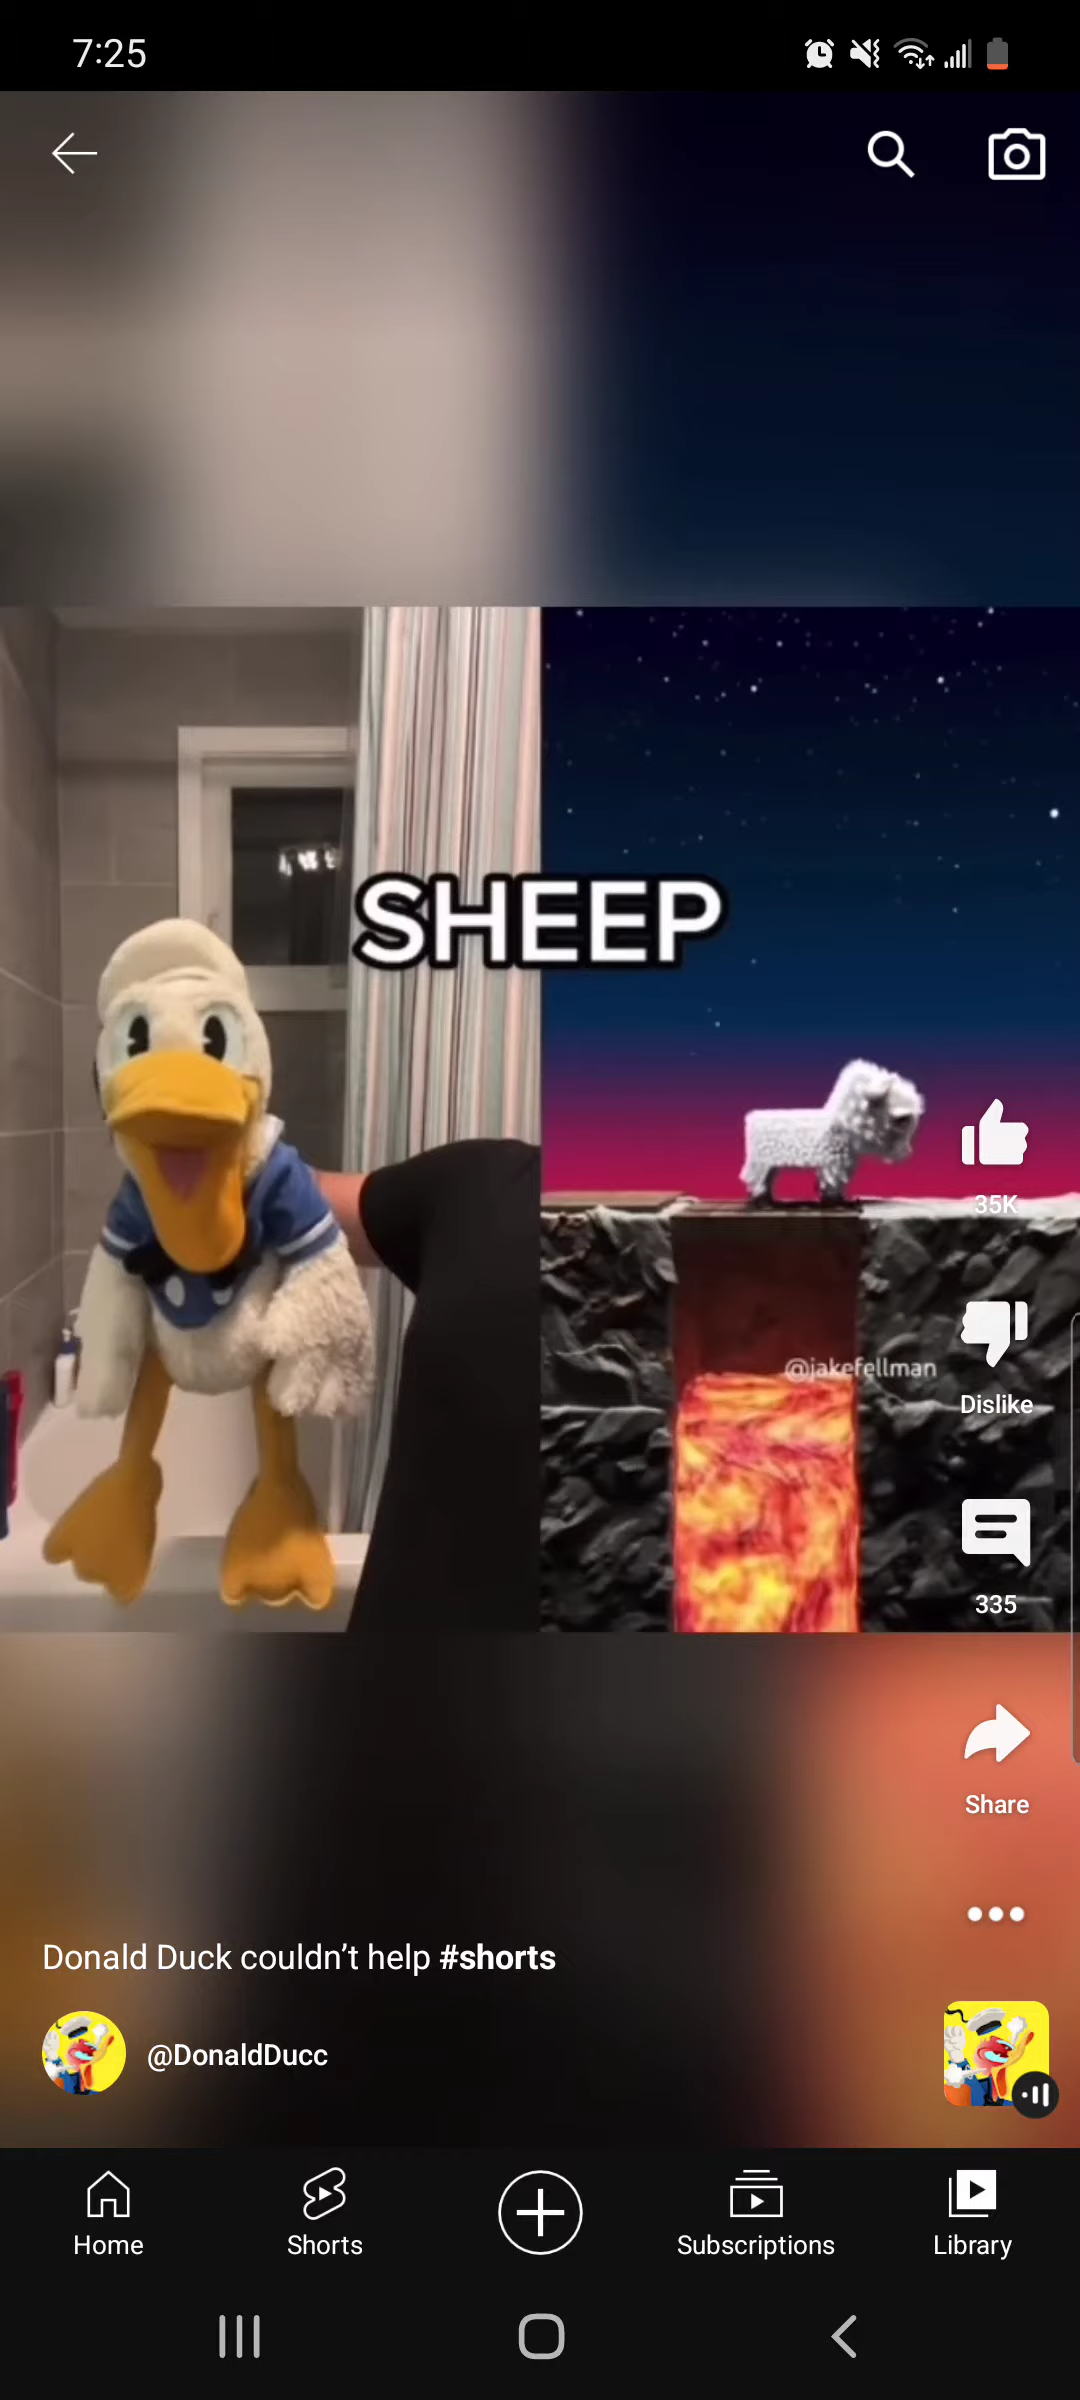 7:25
SHEEP
35K
@jakefellman
Dislike
335
Share
Donald Duck couldn't help #shorts
@DonaldDucc
Home
Shorts
Subscriptions
Library